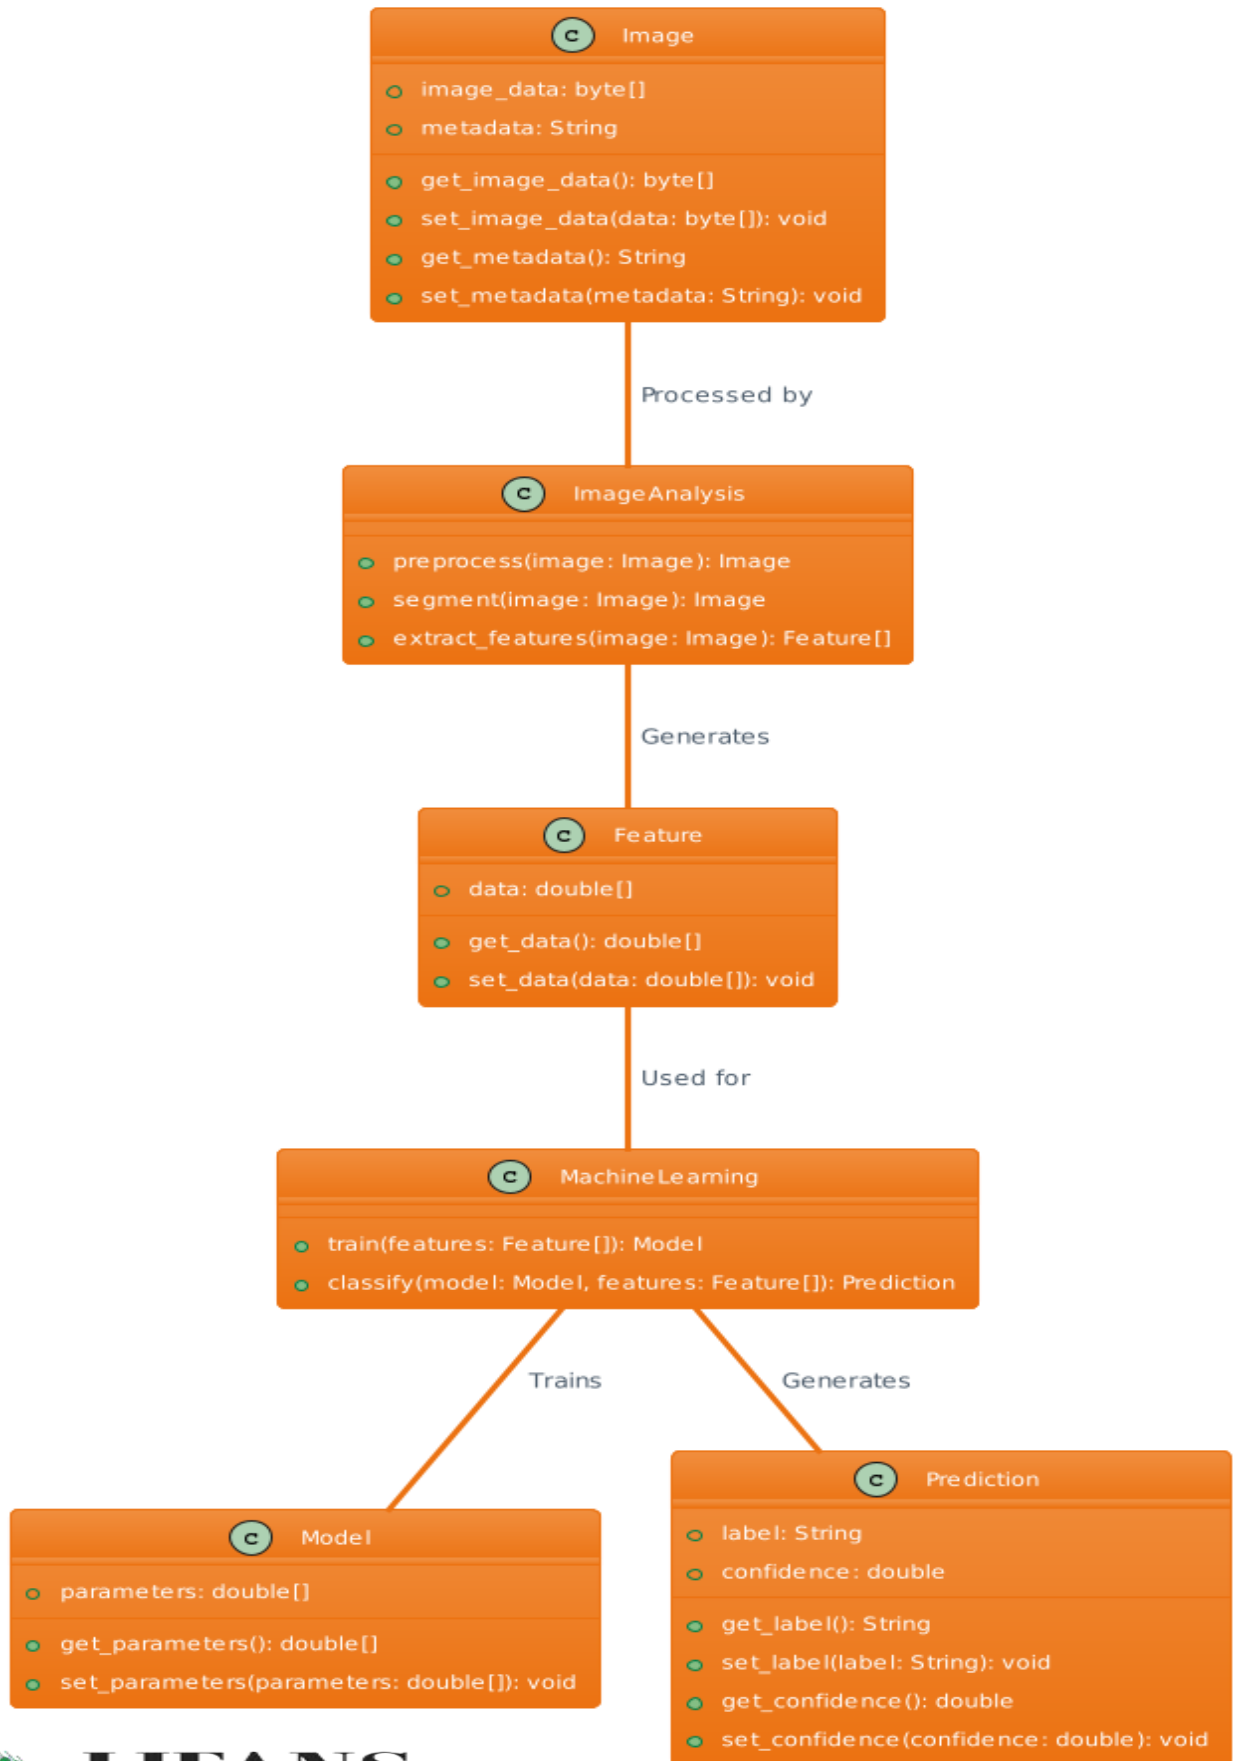 C Image
image_data: byte[]
metadata: String
get_image_data(): byte[]
set_image_data(data: byte[]): void
get_metadata(): String
set_metadata(metadata: String): void
Processed by
C ImageAnalysis
preprocess(image: Image): Image
segment(image: Image): Image
extract_features(image: Image): Feature[]
Generates
C Feature
data: double[]
get_data(): double[]
set_data(data: double[]): void
Used for
C MachineLearning
train(features: Feature[]): Model
classify(model: Model, features: Feature[]): Prediction
Trains
Generates
C Model
parameters: double[]
get_parameters(): double[]
set_parameters(parameters: double[]): void
C Prediction
label: String
confidence: double
get_label(): String
set_label(label: String): void
get_confidence(): double
set_confidence(confidence: double): void